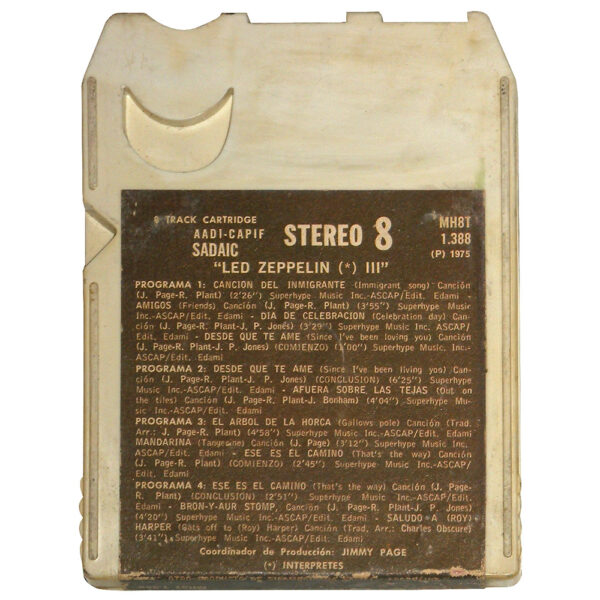 8 TRACK CARTRIDGE
AADI-CAPIF
SADAIC
STEREO 8
MH8T
1.388
(P) 1975
"LED ZEPPELIN (*) III"
PROGRAMA 1: CANCION DEL INMIGRANTE (Immigrant song) Canción
(J. Page-R. Plant) (2'26") Superhype Music Inc.-ASCAP/Edit. Edami -
AMIGOS (Friends) Canción (J. Page-R. Plant) (3'55") Superhype Music
Inc.-ASCAP/Edit. Edami - DIA DE CELEBRACION (Celebration day) Can-
ción (J. Page-R. Plant-J. P. Jones) (3'29") Superhype Music Inc. ASCAP/
Edit. Edami - DESDE QUE TE AME (Since I've been loving you) Canción
(J. Page-R. Plant-J. P. Jones) (COMIENZO) (1'00") Superhype Music, Inc.-
ASCAP/Edit. Edami
PROGRAMA 2: DESDE QUE TE AME (Since I've been loving yos) Can-
ción (J. Page-R. Plant-J. P. Jones) (CONCLUSION) (6'25") Superhype
Music Inc-ASCAP/Edit. Edami - AFUERA SOBRE LAS TEJAS (Out on
the tiles) Canción (J. Page-R. Plant-J. Bonham) (4'04") Superhype Mu-
sic Inc.-ASCAP/Edit. Edami
PROGRAMA 3: EL ARBOL DE LA HORCA (Gallows pole) Canción (Trad.
Arr.: J. Page-R. Plant) (4'58") Superhype Music Inc.-ASCAP/Edit. Edami
MANDARINA (Tangerine) Canción (J. Page) (3'12") Superhype Music Inc.-
ASCAP/Edit. Edami - ESE ES EL CAMINO (That's the way) Canción
(J. Page-R. Plant) (COMIENZO) (2'45") Superhype Music Inc.-ASCAP/
Edit. Edami
PROGRAMA 4: ESE ES EL CAMINO (That's the way) Canción (J. Page-
R. Plant) (CONCLUSION) (2'51") Superhype Music Inc.-ASCAP/Edit.
Edami - BRON-Y-AUR STOMP, Canción (J. Page-R. Plant-J. P. Jones)
(4'20") Superhype Music Inc.-ASCAP/Edit. Edami - SALUDO A (ROY)
HARPER (Hats off to (Roy) Harper) Canción (Trad. Arr.: Charles Obscure)
(3'41") Superhype Music Inc.-ASCAP/Edit. Edami
Coordinador de Producción: JIMMY PAGE
(*) INTERPRETES